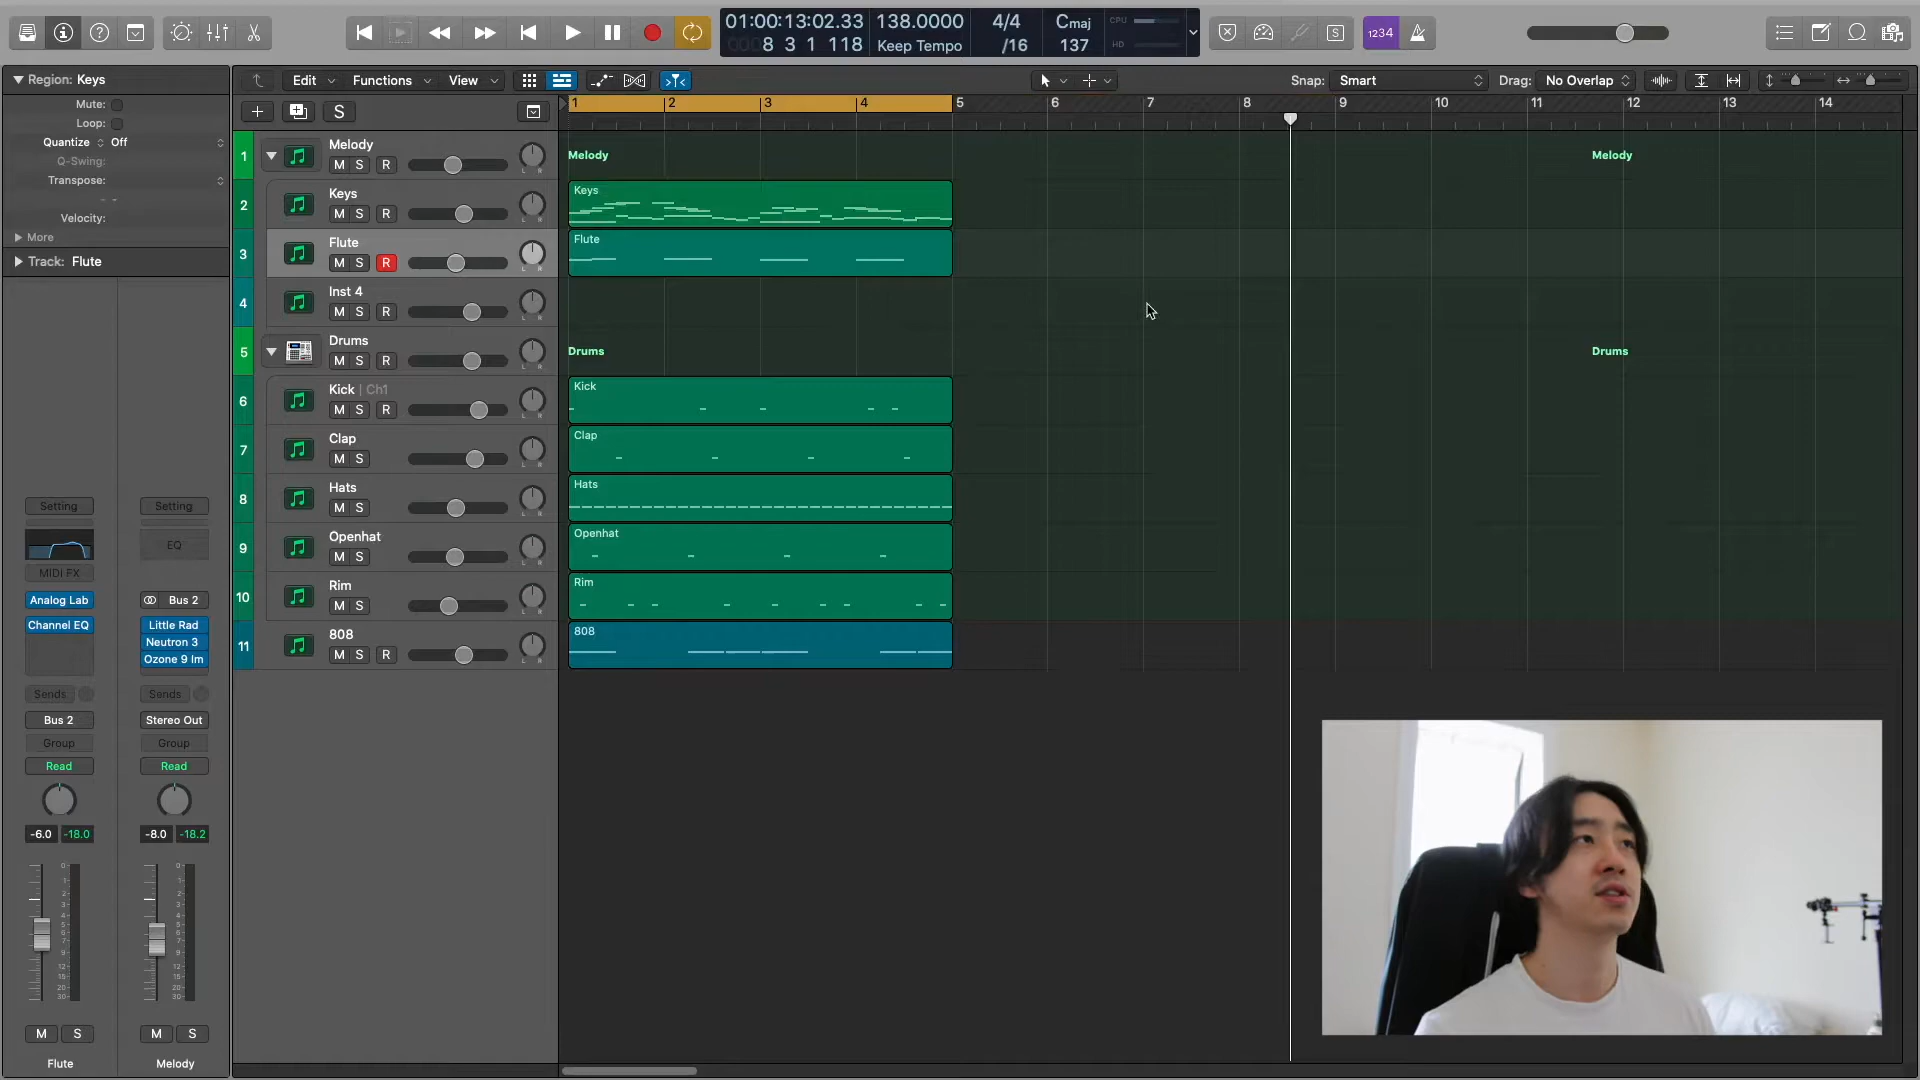 01:00:13:02.33
8 3 1 118
138.0000
Keep Tempo
4/4
/16
Cmaj
137
CPU
HD
1234
Region: Keys
Mute:
Loop:
Quantize Off
Q-Swing:
Transpose:
Velocity:
More
Track: Flute
Edit Functions View
Snap: Smart
Drag: No Overlap
S
1 2 3 4 5 6 7 8 9 10 11 12 13 14
1 Melody
M S R
2 Keys
M S R
3 Flute
M S R
4 Inst 4
M S R
5 Drums
M S R
6 Kick | Ch1
M S R
7 Clap
M S
8 Hats
M S
9 Openhat
M S
10 Rim
M S
11 808
M S R
Melody Melody
Keys
Flute
Drums Drums
Kick
Clap
Hats
Openhat
Rim
808
Setting Setting
EQ
MIDI FX
Analog Lab Bus 2
Channel EQ Little Rad
Neutron 3
Ozone 9 Im
Sends Sends
Bus 2 Stereo Out
Group Group
Read Read
-6.0 -18.0 -8.0 -18.2
M S M S
Flute Melody